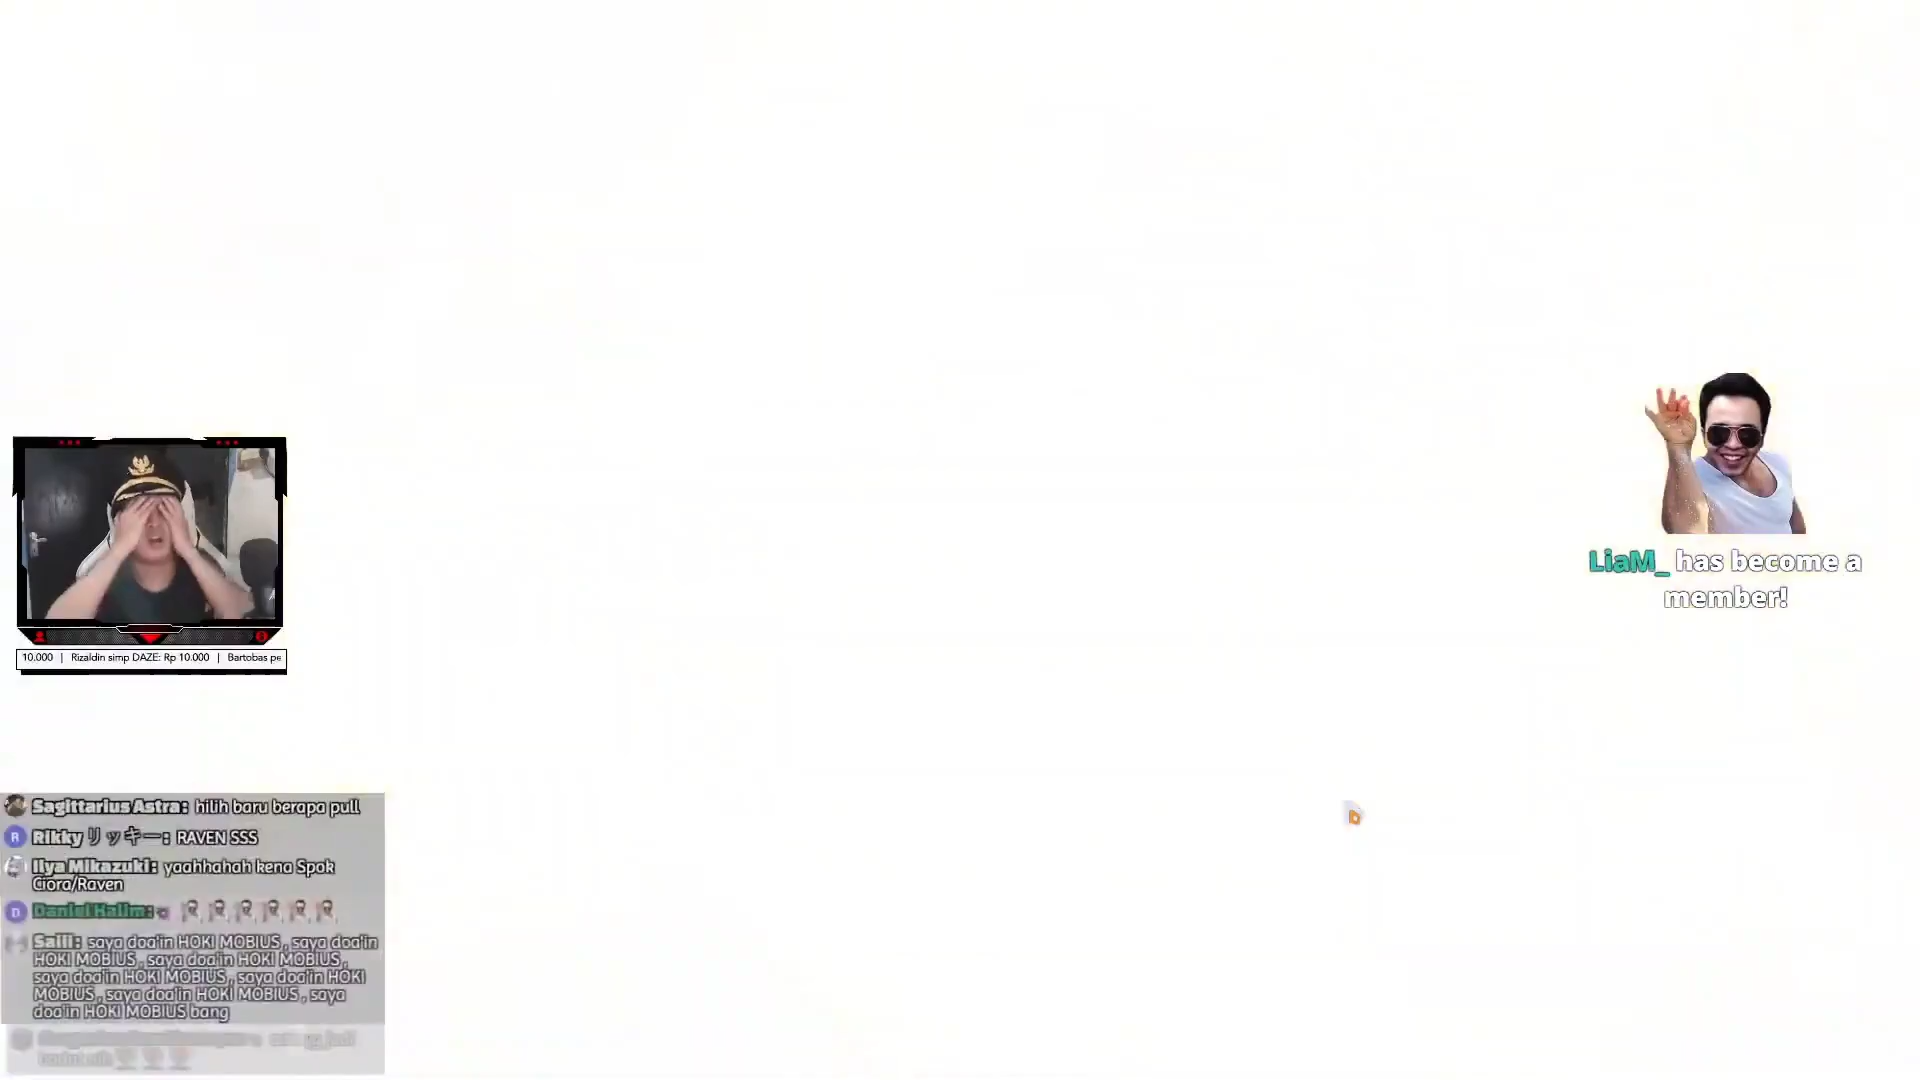 LiaM_ has become a
member!
10.000 | Rizaldin simp DAZE: Rp 10.000 | Bartobas pe
Sagittarius Astra: hilih baru berapa pull
R Rikky リッキー: RAVEN SSS
Ilya Mikazuki: yaahhahah kena Spok
Ciora/Raven
D Daniel Halim:
Salil: saya doa'in HOKI MOBIUS , saya doa'in
HOKI MOBIUS , saya doa'in HOKI MOBIUS ,
saya doa'in HOKI MOBIUS , saya doa'in HOKI
MOBIUS , saya doa'in HOKI MOBIUS , saya
doa'in HOKI MOBIUS bang